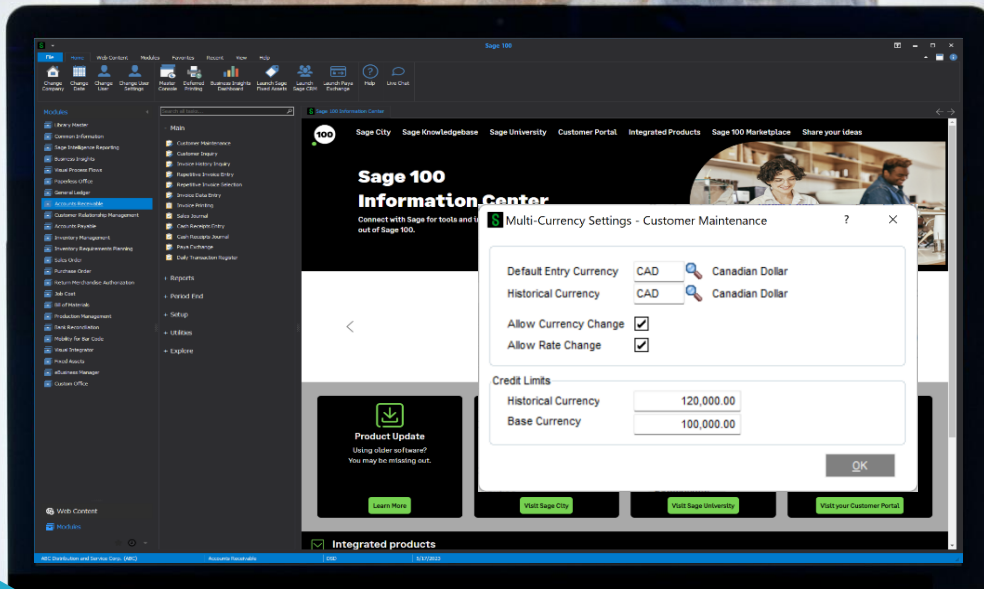 Sage 100
File Home Web Content Modules Favorites Recent View Help
Change Company
Change Date
Change User
Change User Settings
Master Console
Deferred Printing
Business Insights Dashboard
Launch Sage Fixed Assets
Launch Sage CRM
Launch Paya Exchange
Help
Live Chat
Modules
Library Master
Common Information
Sage Intelligence Reporting
Business Insights
Visual Process Flows
Paperless Office
General Ledger
Accounts Receivable
Customer Relationship Management
Accounts Payable
Inventory Management
Inventory Requirements Planning
Sales Order
Purchase Order
Return Merchandise Authorization
Job Cost
Bill of Materials
Production Management
Bank Reconciliation
Mobility for Bar Code
Visual Integrator
Fixed Assets
eBusiness Manager
Custom Office
Web Content
Modules
Search all tasks...
Main
Customer Maintenance
Customer Inquiry
Invoice History Inquiry
Repetitive Invoice Entry
Repetitive Invoice Selection
Invoice Data Entry
Invoice Printing
Sales Journal
Cash Receipts Entry
Cash Receipts Journal
Paya Exchange
Daily Transaction Register
+ Reports
+ Period End
+ Setup
+ Utilities
+ Explore
Sage 100 Information Center
100 Sage City Sage Knowledgebase Sage University Customer Portal Integrated Products Sage 100 Marketplace Share your ideas
Sage 100
Information Center
Connect with Sage for tools and
out of Sage 100.
S Multi-Currency Settings - Customer Maintenance ? ×
Default Entry Currency CAD Canadian Dollar
Historical Currency CAD Canadian Dollar
Allow Currency Change
Allow Rate Change
Credit Limits
Historical Currency 120,000.00
Base Currency 100,000.00
OK
Product Update
Using older software?
You may be missing out.
Learn More
Visit Sage City
Visit Sage University
Visit your Customer Portal
Integrated products
ABC Distribution and Service Corp. (ABC) Accounts Receivable